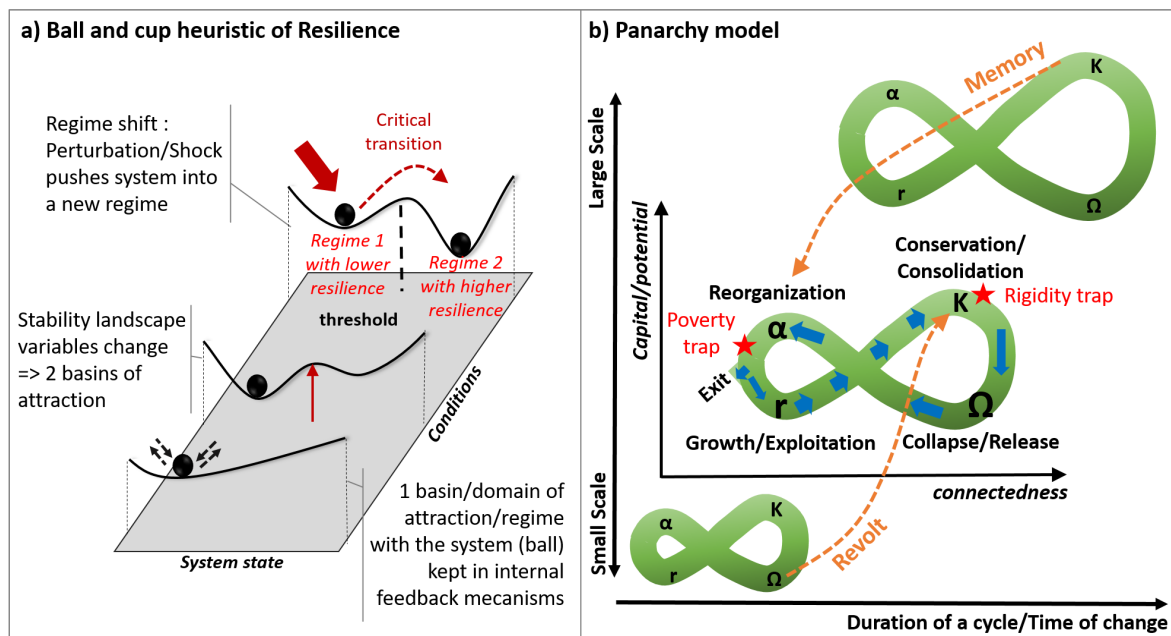 a) Ball and cup heuristic of Resilience
Regime shift :
Perturbation/Shock
pushes system into
a new regime
Critical
transition
Regime 1
with lower
resilience
Regime 2
with higher
resilience
threshold
Stability landscape
variables change
=> 2 basins of
attraction
Conditions
System state
1 basin/domain of
attraction/regime
with the system (ball)
kept in internal
feedback mecanisms
b) Panarchy model
Large Scale
Small Scale
Memory
α
K
r
Ω
Capital/potential
Conservation/
Consolidation
Reorganization
Rigidity trap
Poverty
trap
α
K
Exit
r
Ω
Growth/Exploitation
Collapse/Release
connectedness
Revolt
α
K
r
Ω
Duration of a cycle/Time of change